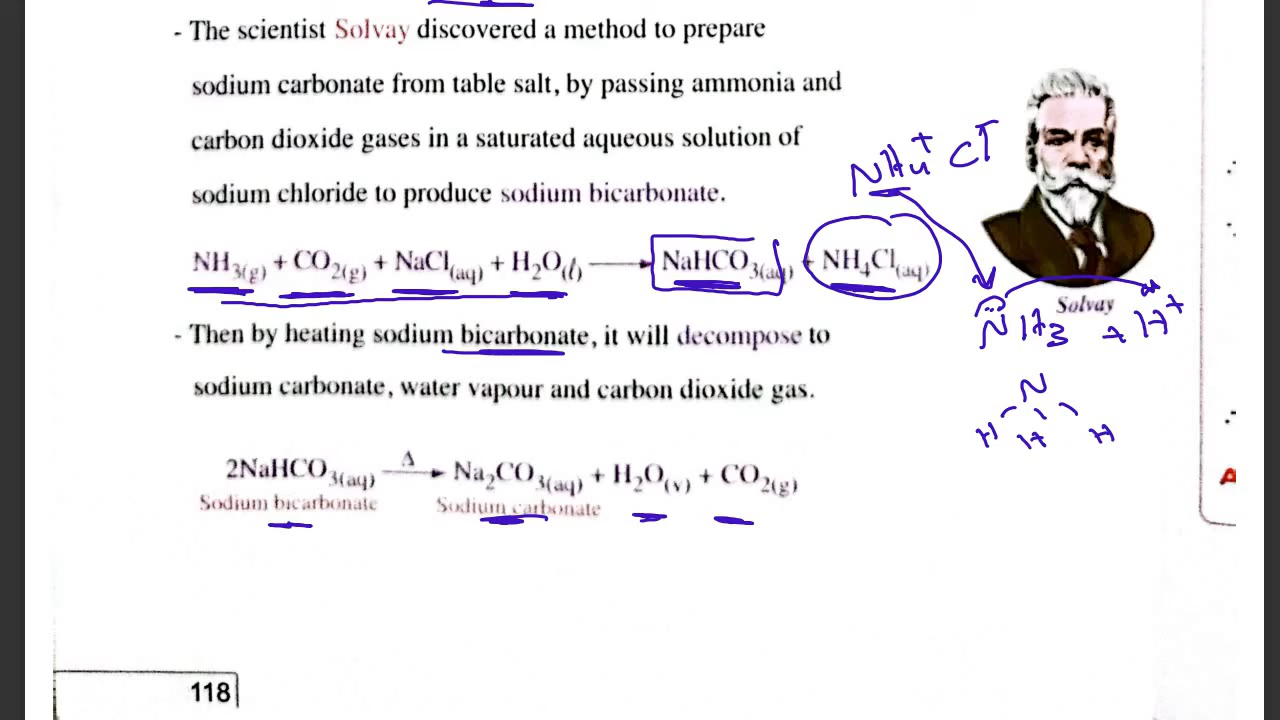 - The scientist Solvay discovered a method to prepare
sodium carbonate from table salt, by passing ammonia and
carbon dioxide gases in a saturated aqueous solution of
sodium chloride to produce sodium bicarbonate.
NH₄⁺ Cl⁻
NH₃(g) + CO₂(g) + NaCl(aq) + H₂O(l) → NaHCO₃(aq) + NH₄Cl(aq)
Solvay
NH₃ + H⁺
- Then by heating sodium bicarbonate, it will decompose to
sodium carbonate, water vapour and carbon dioxide gas.
N
H H H
2NaHCO₃(aq) —Δ→ Na₂CO₃(aq) + H₂O(v) + CO₂(g)
Sodium bicarbonate Sodium carbonate
118